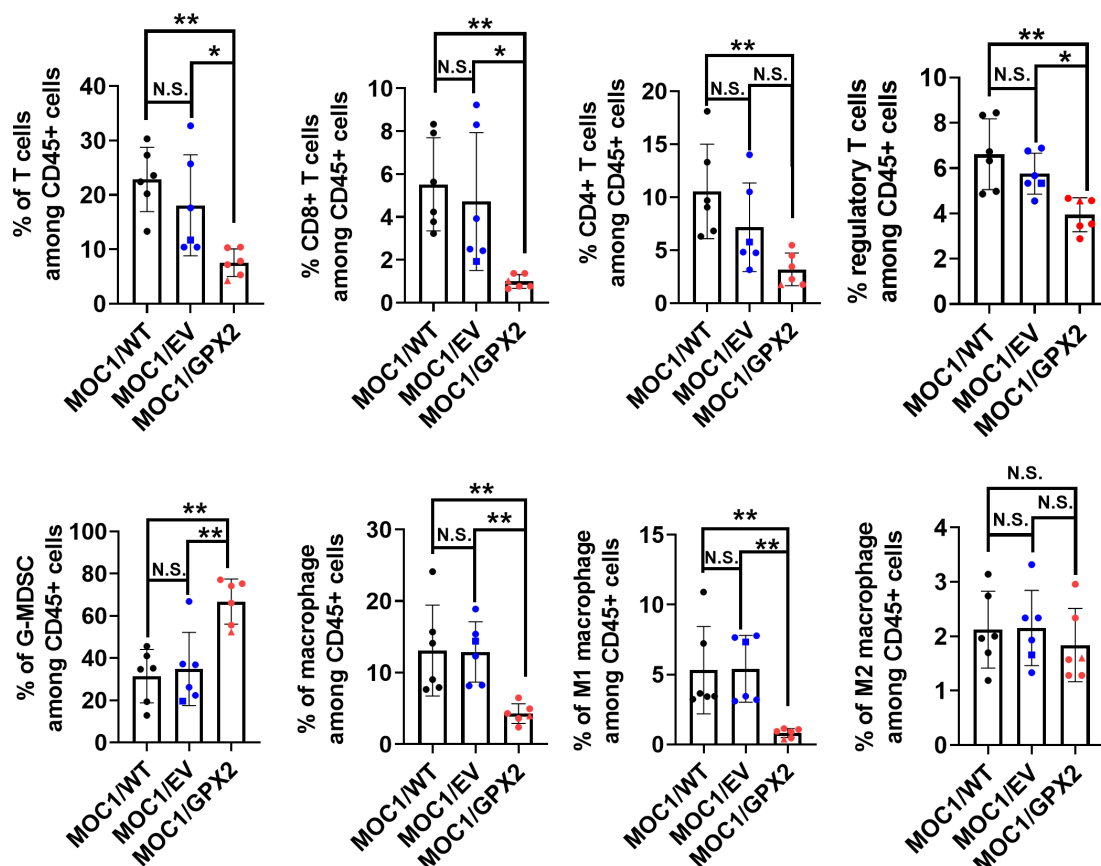 **
*
N.S.
% of T cells
among CD45+ cells
40
30
20
10
0
MOC1/WT
MOC1/EV
MOC1/GPX2
**
*
N.S.
% CD8+ T cells
among CD45+ cells
10
8
6
4
2
0
MOC1/WT
MOC1/EV
MOC1/GPX2
**
N.S.
N.S.
% CD4+ T cells
among CD45+ cells
20
15
10
5
0
MOC1/WT
MOC1/EV
MOC1/GPX2
**
*
N.S.
% regulatory T cells
among CD45+ cells
10
8
6
4
2
0
MOC1/WT
MOC1/EV
MOC1/GPX2
**
**
N.S.
% of G-MDSC
among CD45+ cells
100
80
60
40
20
0
MOC1/WT
MOC1/EV
MOC1/GPX2
**
**
N.S.
% of macrophage
among CD45+ cells
30
20
10
0
MOC1/WT
MOC1/EV
MOC1/GPX2
**
**
N.S.
% of M1 macrophage
among CD45+ cells
15
10
5
0
MOC1/WT
MOC1/EV
MOC1/GPX2
N.S.
N.S.
N.S.
% of M2 macrophage
among CD45+ cells
4
3
2
1
0
MOC1/WT
MOC1/EV
MOC1/GPX2